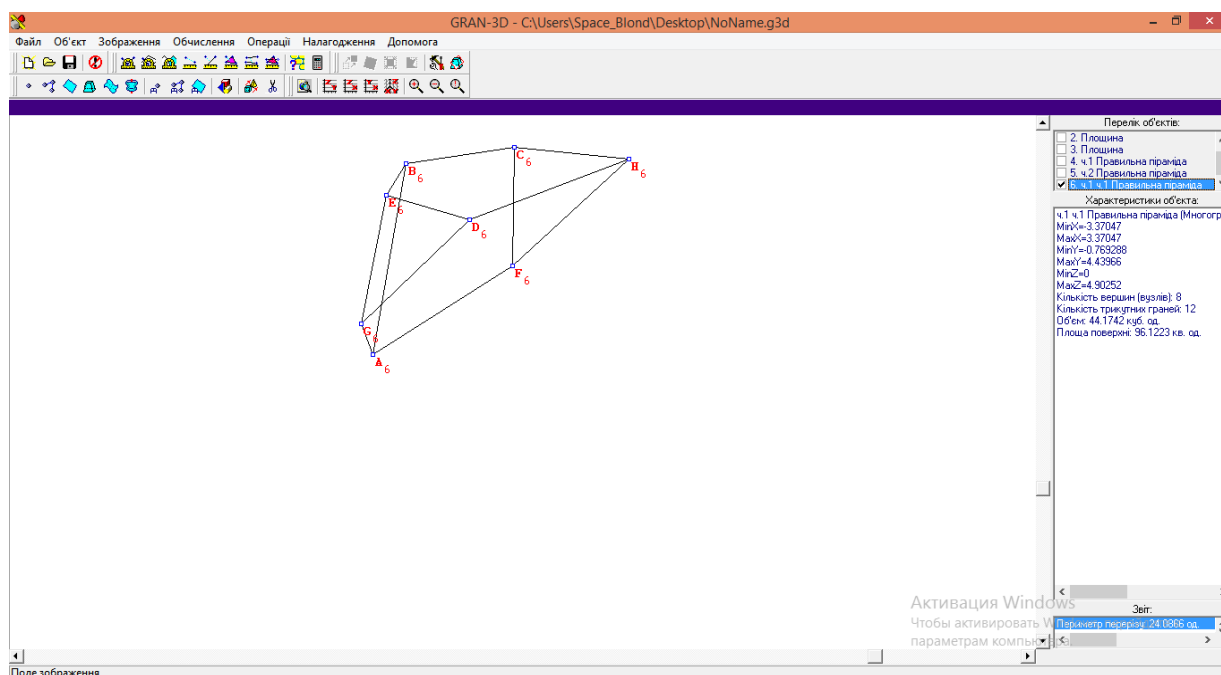 GRAN-3D - C:\Users\Space_Blond\Desktop\NoName.g3d
Файл Об'єкт Зображення Обчислення Операції Налагодження Допомога
Перелік об'єктів:
2. Площина
3. Площина
4. ч.1 Правильна піраміда
5. ч.2 Правильна піраміда
6. ч.1 ч.1 Правильна піраміда
Характеристики об'єкта:
ч.1 ч.1 Правильна піраміда (Многогр
MinX=-3.37047
MaxX=3.37047
MinY=-0.769288
MaxY=4.43966
MinZ=0
MaxZ=4.90252
Кількість вершин (вузлів): 8
Кількість трикутних граней: 12
Об'єм: 44.1742 куб. од.
Площа поверхні: 96.1223 кв. од.
C 6
B 6
H 6
E 6
D 6
F 6
G 6
A 6
Активация Windows
Чтобы активировать
параметрам
Звіт:
Периметр перерізу: 24.0866 од.
Поле зображення